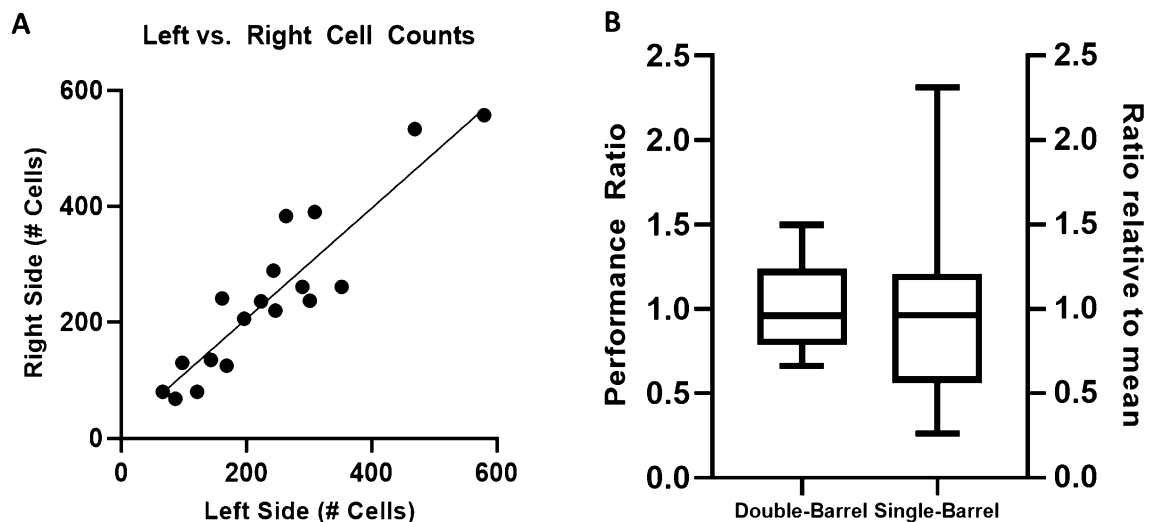 A
Left vs. Right Cell Counts
600
400
200
0
0 200 400 600
Right Side (# Cells)
Left Side (# Cells)
B
2.5
2.0
1.5
1.0
0.5
0.0
Performance Ratio
2.5
2.0
1.5
1.0
0.5
0.0
Ratio relative to mean
Double-Barrel Single-Barrel